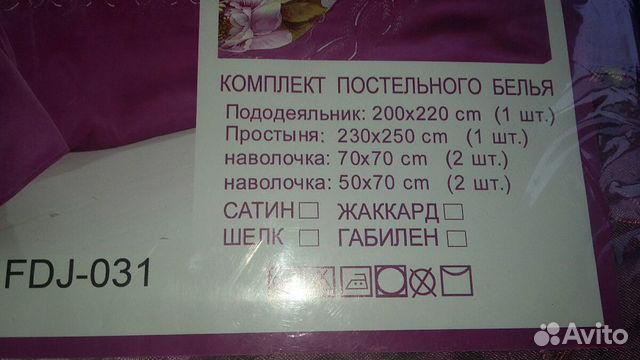 КОМПЛЕКТ ПОСТЕЛЬНОГО БЕЛЬЯ
Пододеяльник: 200x220 cm (1 шт.)
Простыня: 230x250 cm (1 шт.)
наволочка: 70x70 cm (2 шт.)
наволочка: 50x70 cm (2 шт.)
САТИН ЖАККАРД
ШЕЛК ГАБИЛЕН
FDJ-031
Avito